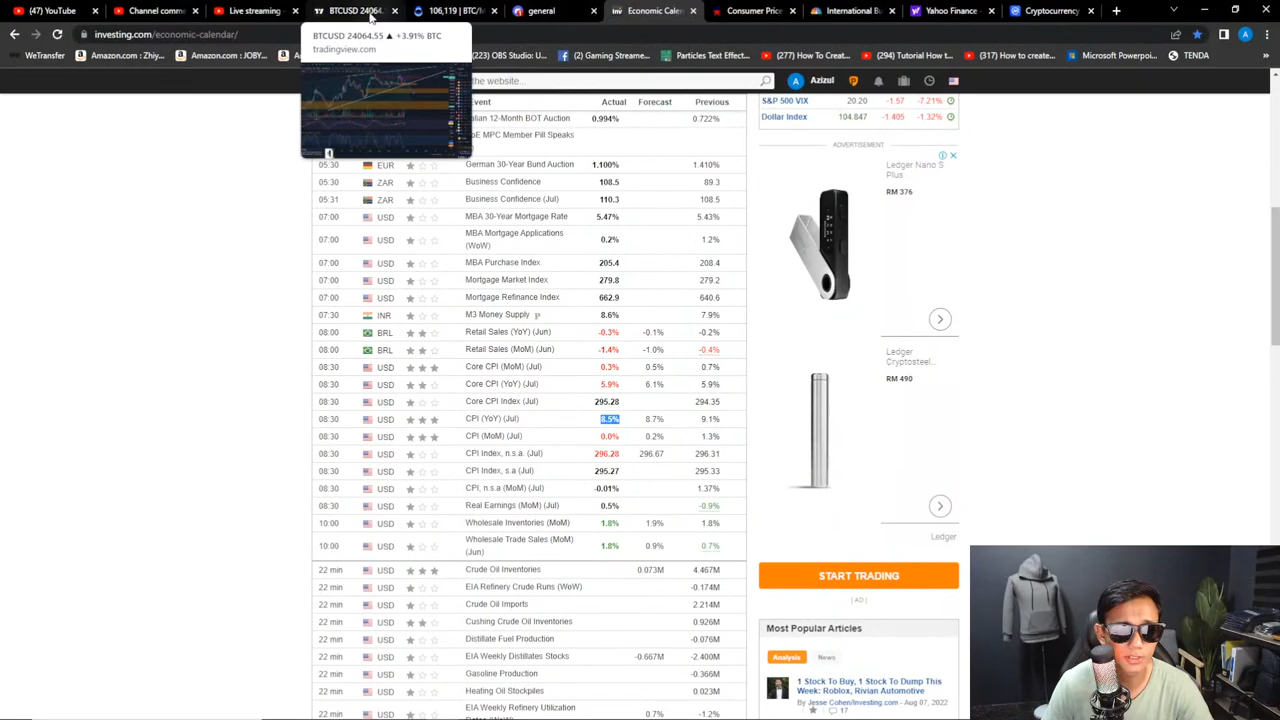 (47) YouTube
Channel comment
Live streaming
BTCUSD 24064.
106,119 | BTC/
general
Economic Calen
Consumer Price
Yahoo Finance
investing.com/economic-calendar/
BTCUSD 24064.55 ▲ +3.91% BTC
tradingview.com
WeTransfer
Amazon.com : Zhiy...
Amazon.com: JOBY...
(223) OBS Studio: U...
(2) Gaming Streame...
Particles Text Effect...
How to Create You...
(294) Tutorial How...
(317) How to creat...
the website...
Azzul
Event Actual Forecast Previous
S&P 500 VIX 20.20 -1.57 -7.21%
Dollar Index 104.847 -1.405 -1.32%
talian 12-Month BOT Auction 0.994% 0.722%
oE MPC Member Pill Speaks
05:30 EUR German 30-Year Bund Auction 1.100% 1.410%
05:30 ZAR Business Confidence 108.5 89.3
05:31 ZAR Business Confidence (Jul) 110.3 108.5
07:00 USD MBA 30-Year Mortgage Rate 5.47% 5.43%
07:00 USD MBA Mortgage Applications (WoW) 0.2% 1.2%
07:00 USD MBA Purchase Index 205.4 208.4
07:00 USD Mortgage Market Index 279.8 279.2
07:00 USD Mortgage Refinance Index 662.9 640.6
07:30 INR M3 Money Supply P 8.6% 7.9%
08:00 BRL Retail Sales (YoY) (Jun) -0.3% -0.1% -0.2%
08:00 BRL Retail Sales (MoM) (Jun) -1.4% -1.0% -0.4%
08:30 USD Core CPI (MoM) (Jul) 0.3% 0.5% 0.7%
08:30 USD Core CPI (YoY) (Jul) 5.9% 6.1% 5.9%
08:30 USD Core CPI Index (Jul) 295.28 294.35
08:30 USD CPI (YoY) (Jul) 8.5% 8.7% 9.1%
08:30 USD CPI (MoM) (Jul) 0.0% 0.2% 1.3%
08:30 USD CPI Index, n.s.a. (Jul) 296.28 296.67 296.31
08:30 USD CPI Index, s.a (Jul) 295.27 295.33
08:30 USD CPI, n.s.a (MoM) (Jul) -0.01% 1.37%
08:30 USD Real Earnings (MoM) (Jul) 0.5% -0.9%
10:00 USD Wholesale Inventories (MoM) 1.8% 1.9% 1.8%
10:00 USD Wholesale Trade Sales (MoM) (Jun) 1.8% 0.9% 0.7%
22 min USD Crude Oil Inventories 0.073M 4.467M
22 min USD EIA Refinery Crude Runs (WoW) -0.174M
22 min USD Crude Oil Imports 2.214M
22 min USD Cushing Crude Oil Inventories 0.926M
22 min USD Distillate Fuel Production -0.076M
22 min USD EIA Weekly Distillates Stocks -0.667M -2.400M
22 min USD Gasoline Production -0.366M
22 min USD Heating Oil Stockpiles 0.023M
22 min USD EIA Weekly Refinery Utilization 0.7% -1.2%
ADVERTISEMENT
Ledger Nano S
Plus
RM 376
Ledger
Cryptosteel...
RM 490
Ledger
START TRADING
| AD |
Most Popular Articles
Analysis
News
1 Stock To Buy, 1 Stock To Dump This
Week: Roblox, Rivian Automotive
By Jesse Cohen/Investing.com - Aug 07, 2022
17